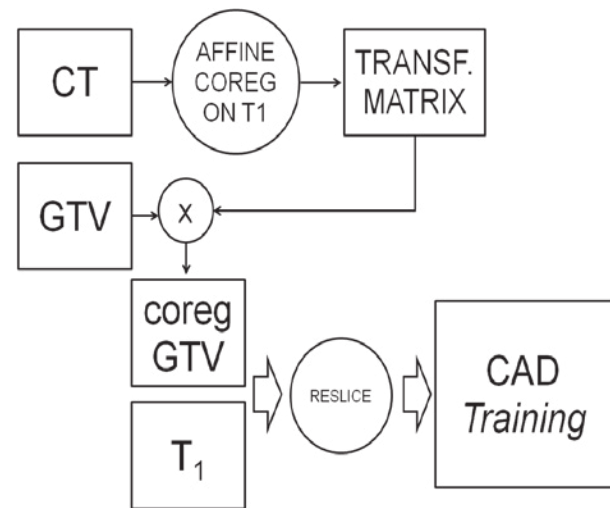 CT
AFFINE
COREG
ON T1
TRANSF.
MATRIX
GTV
x
coreg
GTV
T₁
RESLICE
CAD
Training